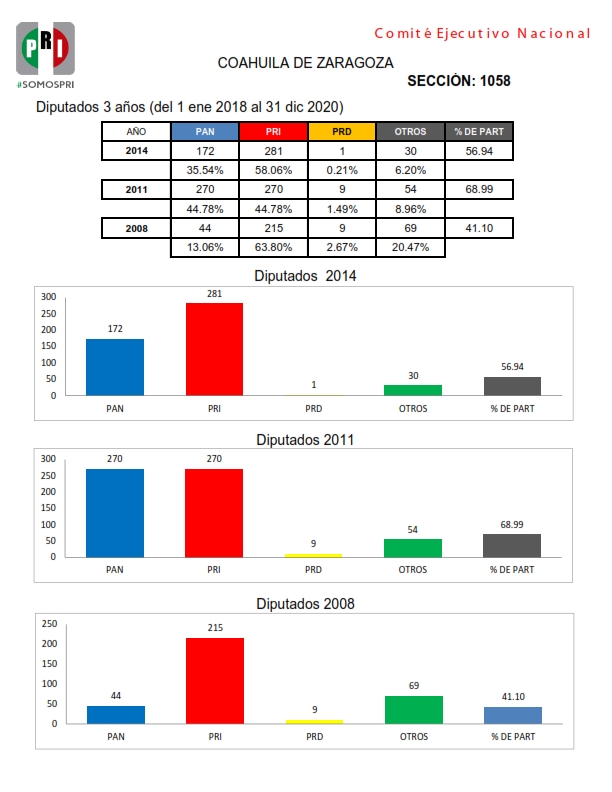 PRI
#SOMOSPRI
Comité Ejecutivo Nacional
COAHUILA DE ZARAGOZA
SECCIÓN: 1058
Diputados 3 años (del 1 ene 2018 al 31 dic 2020)
AÑO PAN PRI PRD OTROS % DE PART
2014 172 281 1 30 56.94
35.54% 58.06% 0.21% 6.20%
2011 270 270 9 54 68.99
44.78% 44.78% 1.49% 8.96%
2008 44 215 9 69 41.10
13.06% 63.80% 2.67% 20.47%
Diputados 2014
300
250
200
150
100
50
0
172 281 1 30 56.94
PAN PRI PRD OTROS % DE PART
Diputados 2011
300
250
200
150
100
50
0
270 270 9 54 68.99
PAN PRI PRD OTROS % DE PART
Diputados 2008
250
200
150
100
50
0
44 215 9 69 41.10
PAN PRI PRD OTROS % DE PART